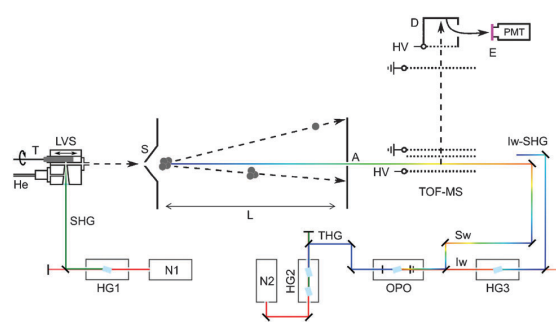 D
PMT
HV
E
LVS
T
S
Iw-SHG
A
He
HV
TOF-MS
L
SHG
Sw
THG
N2
HG2
Iw
N1
HG1
OPO
HG3